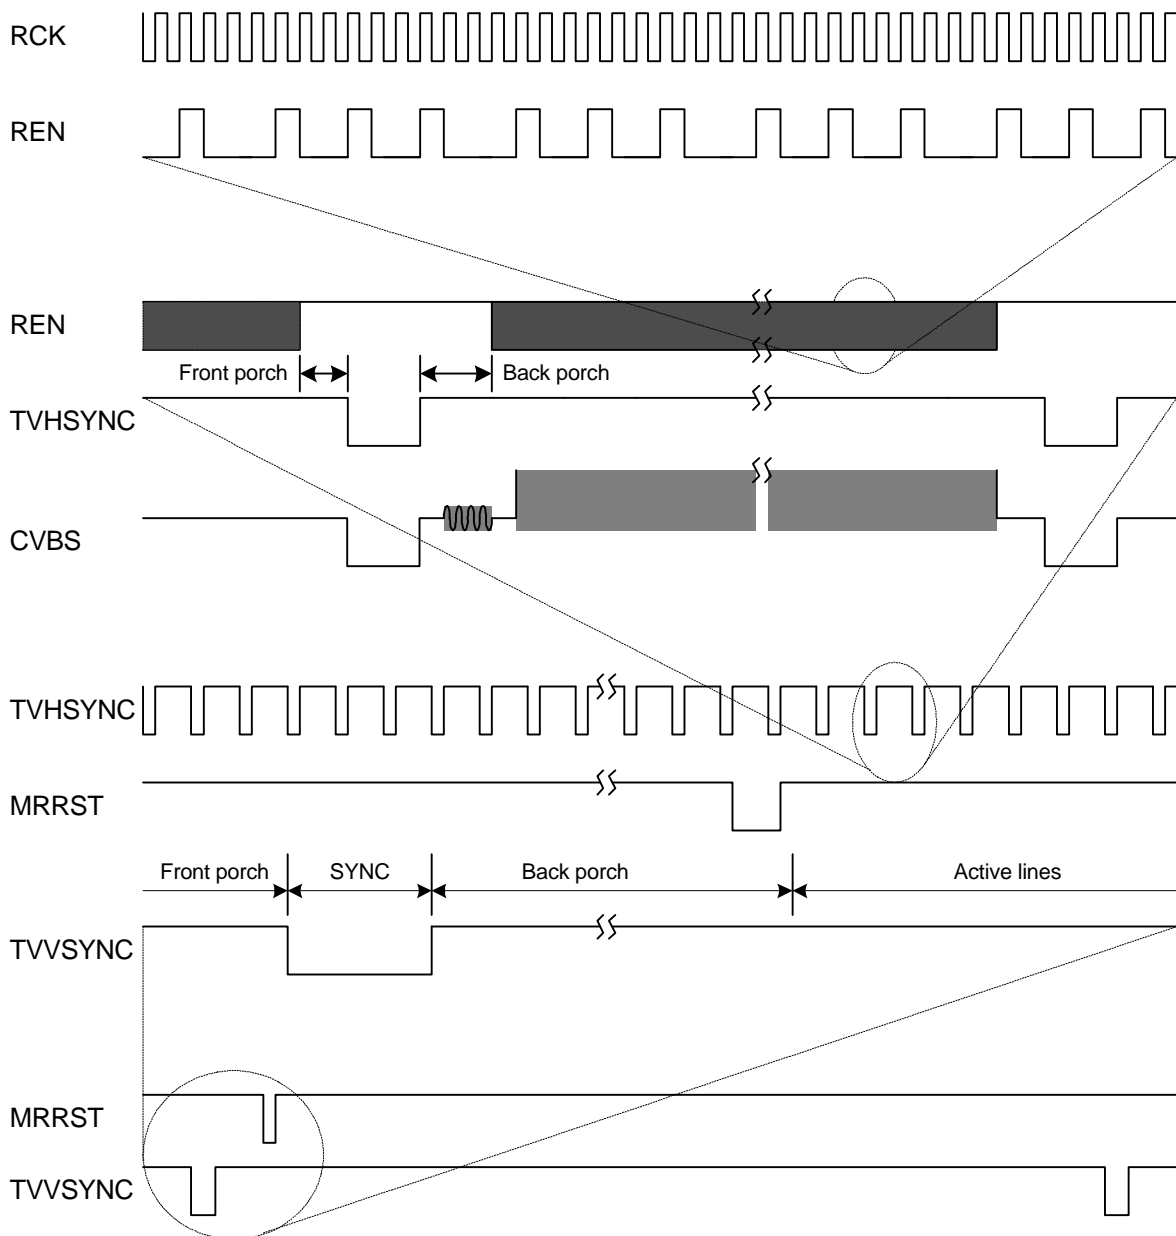 RCK
REN
REN
Front porch
Back porch
TVHSYNC
CVBS
TVHSYNC
MRRST
Front porch
SYNC
Back porch
Active lines
TVVSYNC
MRRST
TVVSYNC